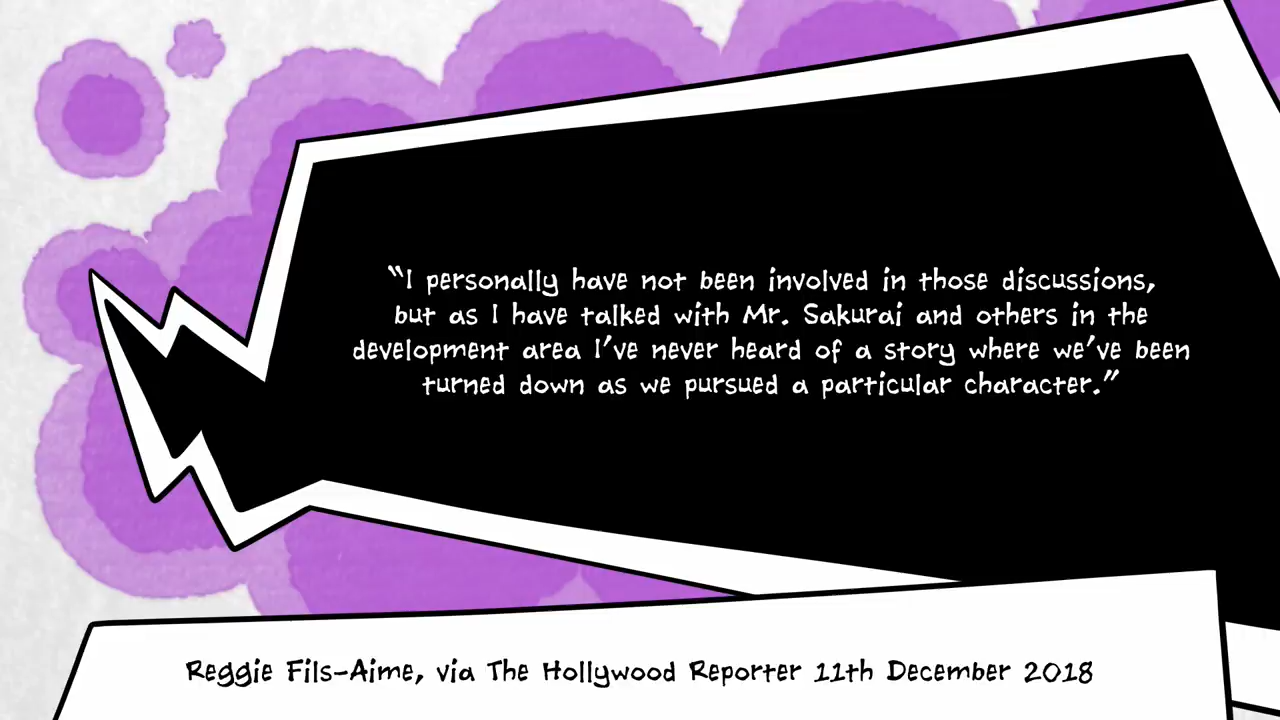 “I personally have not been involved in those discussions,
but as I have talked with Mr. Sakurai and others in the
development area I’ve never heard of a story where we’ve been
turned down as we pursued a particular character.”
Reggie Fils-Aime, via The Hollywood Reporter 11th December 2018